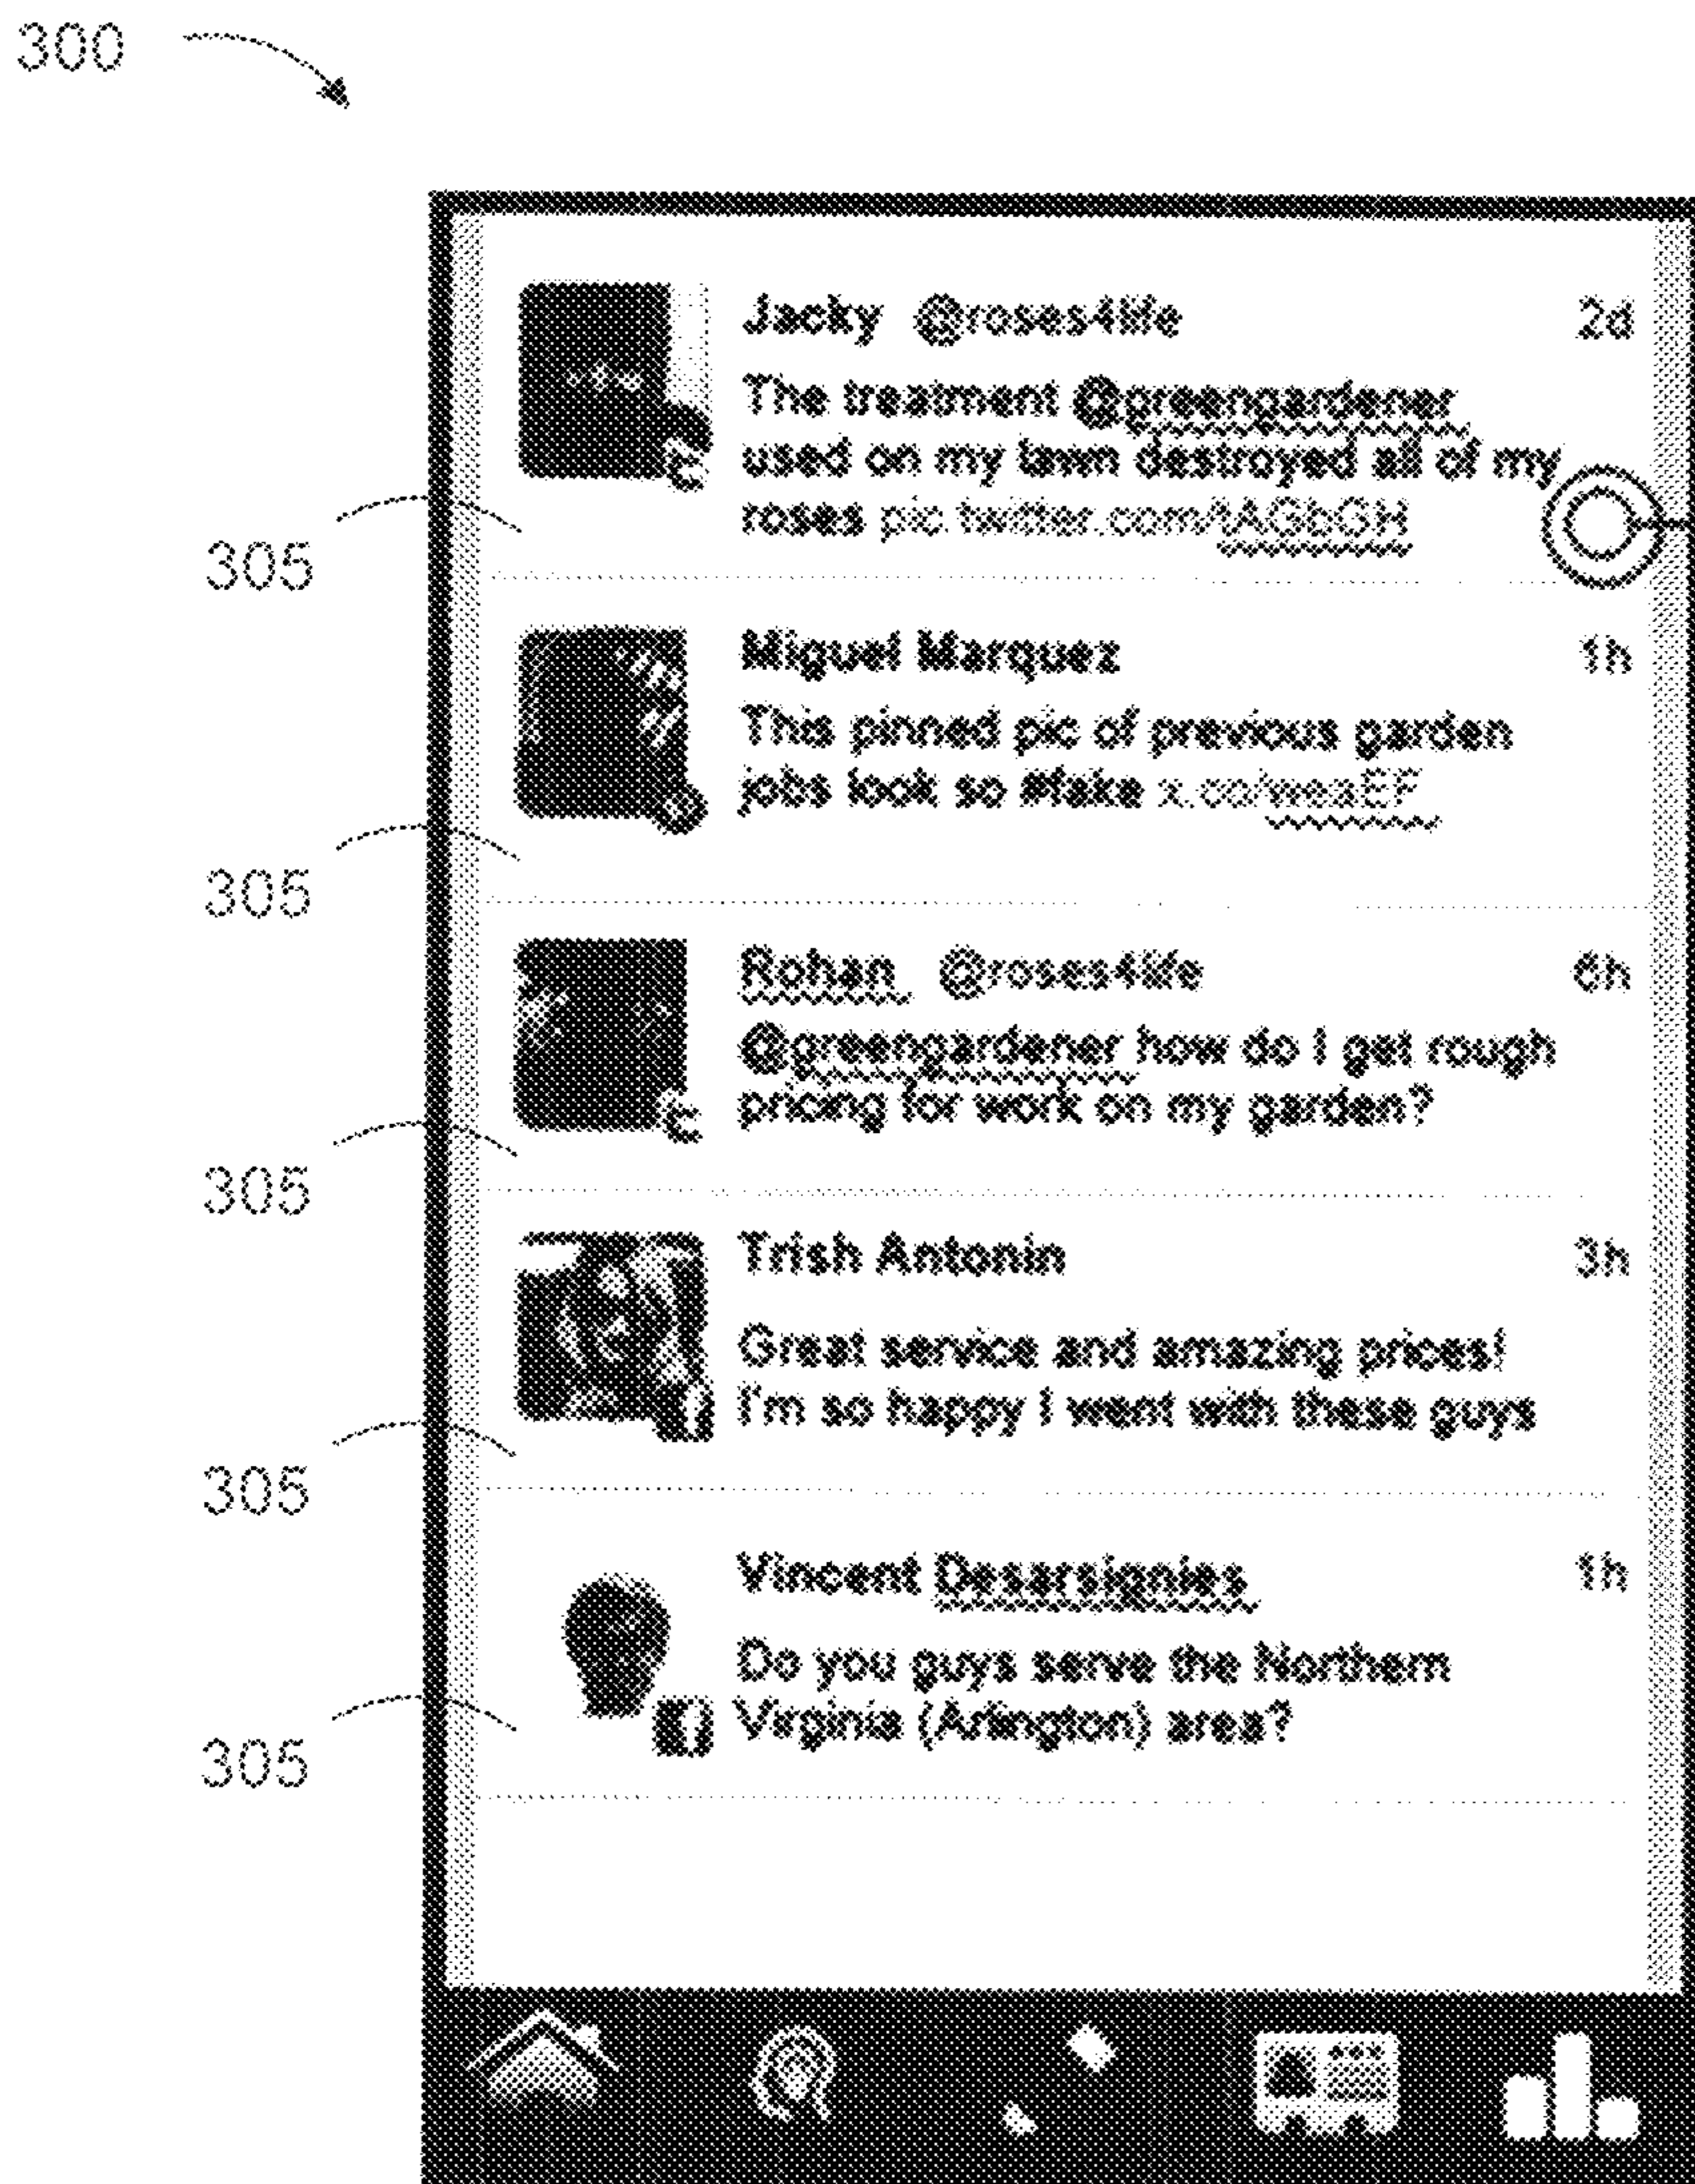 300
Jacky @roses4life 2d
The treatment @greengardener
used on my lawn destroyed all of my
roses pic.twitter.com/tAGbGH
305
Miguel Marquez 1h
This pinned pic of previous garden
jobs look so #fake x.co/weaEF
305
Rohan @roses4life 6h
@greengardener how do I get rough
pricing for work on my garden?
305
Trish Antonin 3h
Great service and amazing prices!
I'm so happy I went with these guys
305
Vincent Desarsignies 1h
Do you guys serve the Northern
Virginia (Arlington) area?
305